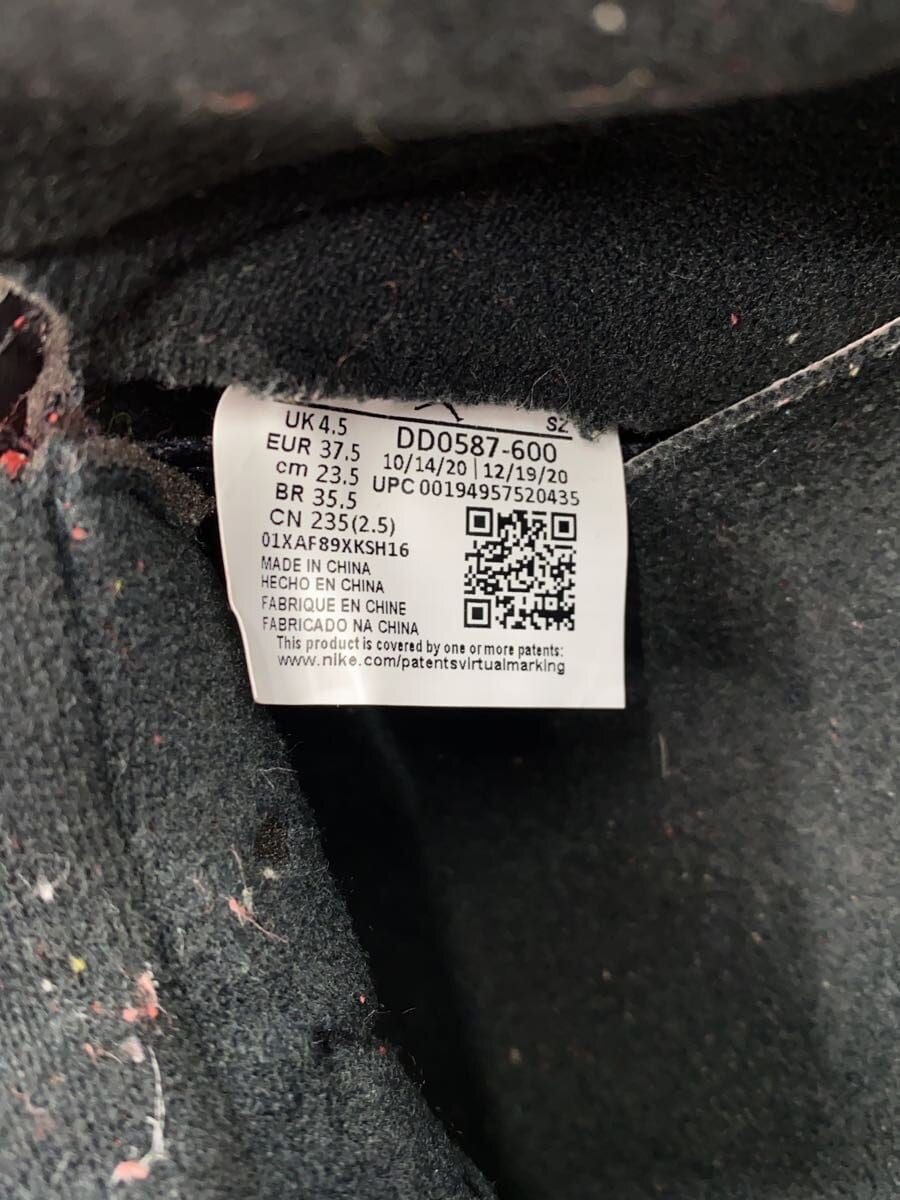 UK 4.5
EUR 37.5
cm 23.5
BR 35.5
CN 235(2.5)
01XAF89XKSH16
MADE IN CHINA
HECHO EN CHINA
FABRIQUE EN CHINE
FABRICADO NA CHINA
SZ
DD0587-600
10/14/20 | 12/19/20
UPC 00194957520435
This product is covered by one or more patents:
www.nike.com/patentsvirtualmarking